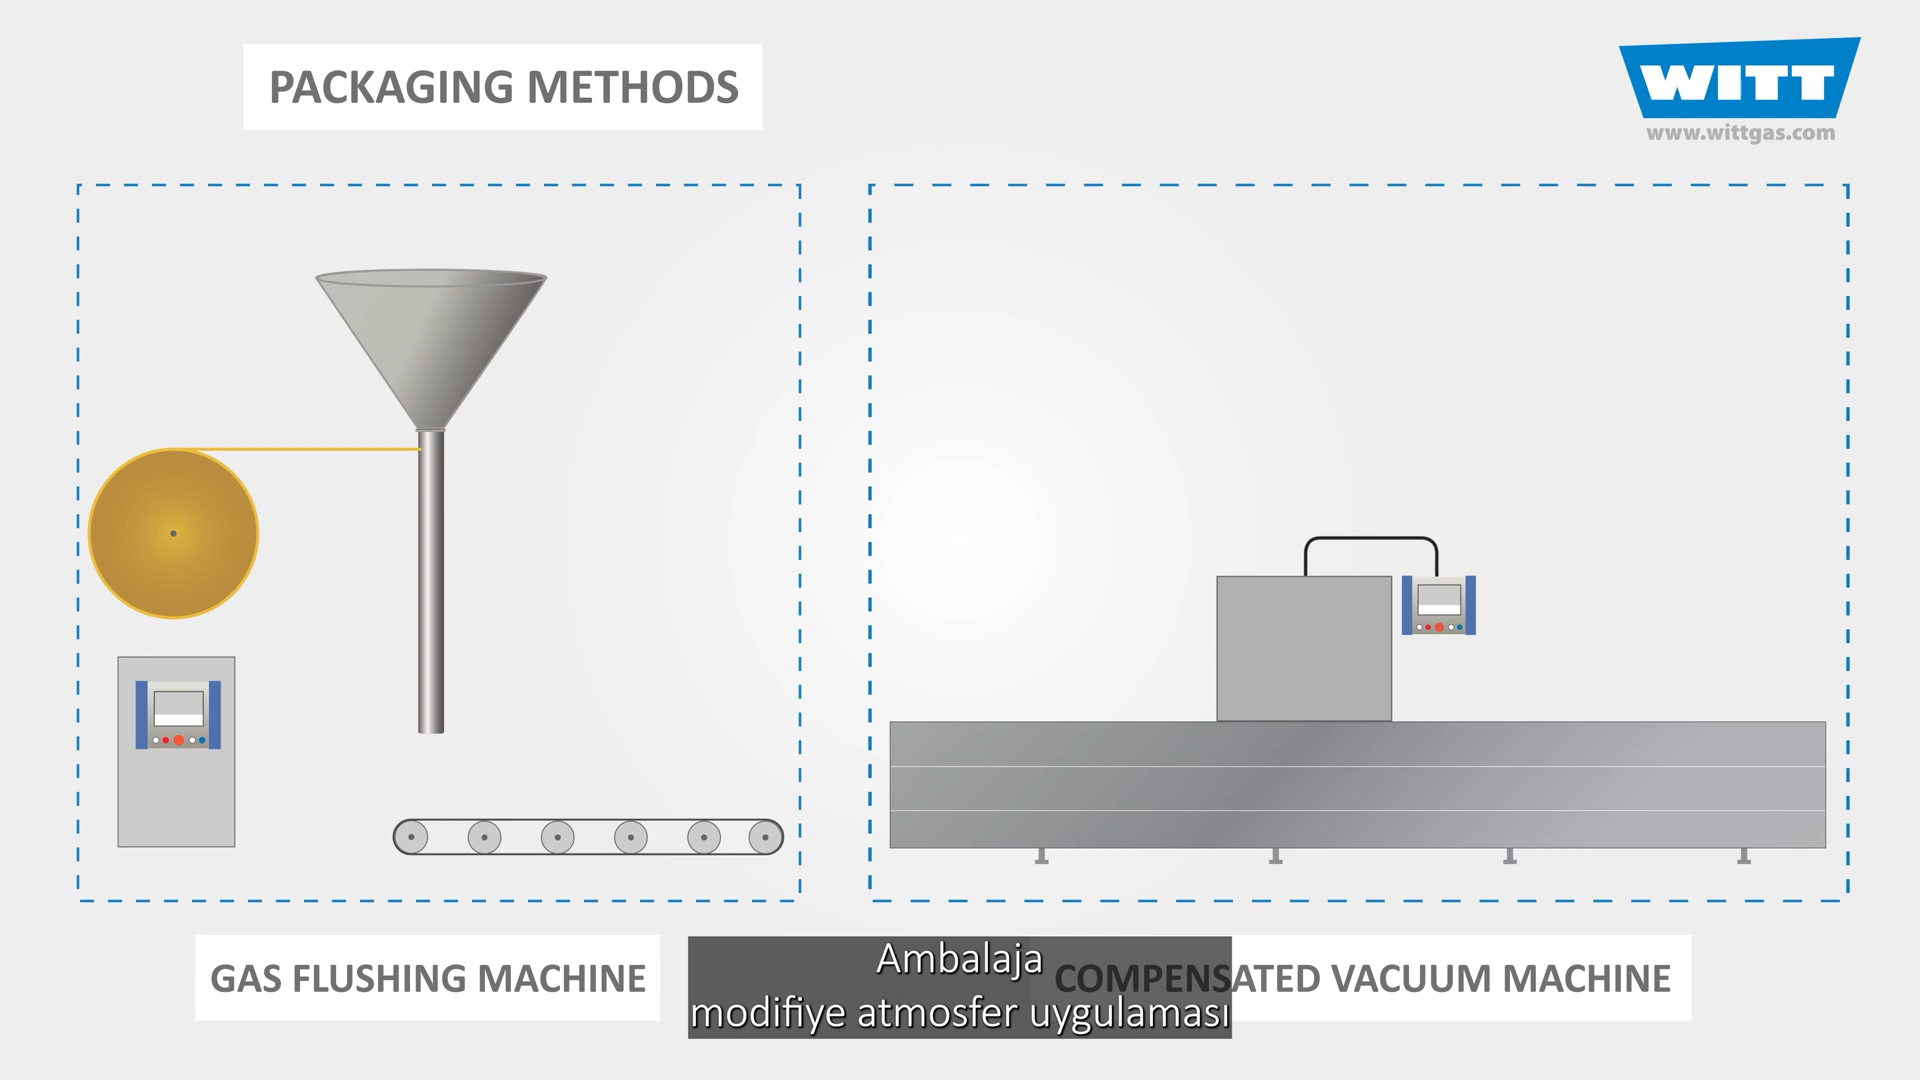 PACKAGING METHODS
WITT
www.wittgas.com
GAS FLUSHING MACHINE
COMPENSATED VACUUM MACHINE
Ambalaja
modifiye atmosfer uygulaması